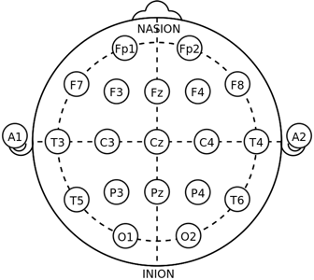 NASION
Fp1 Fp2
F7 F3 Fz F4 F8
A1 T3 C3 Cz C4 T4 A2
T5 P3 Pz P4 T6
O1 O2
INION